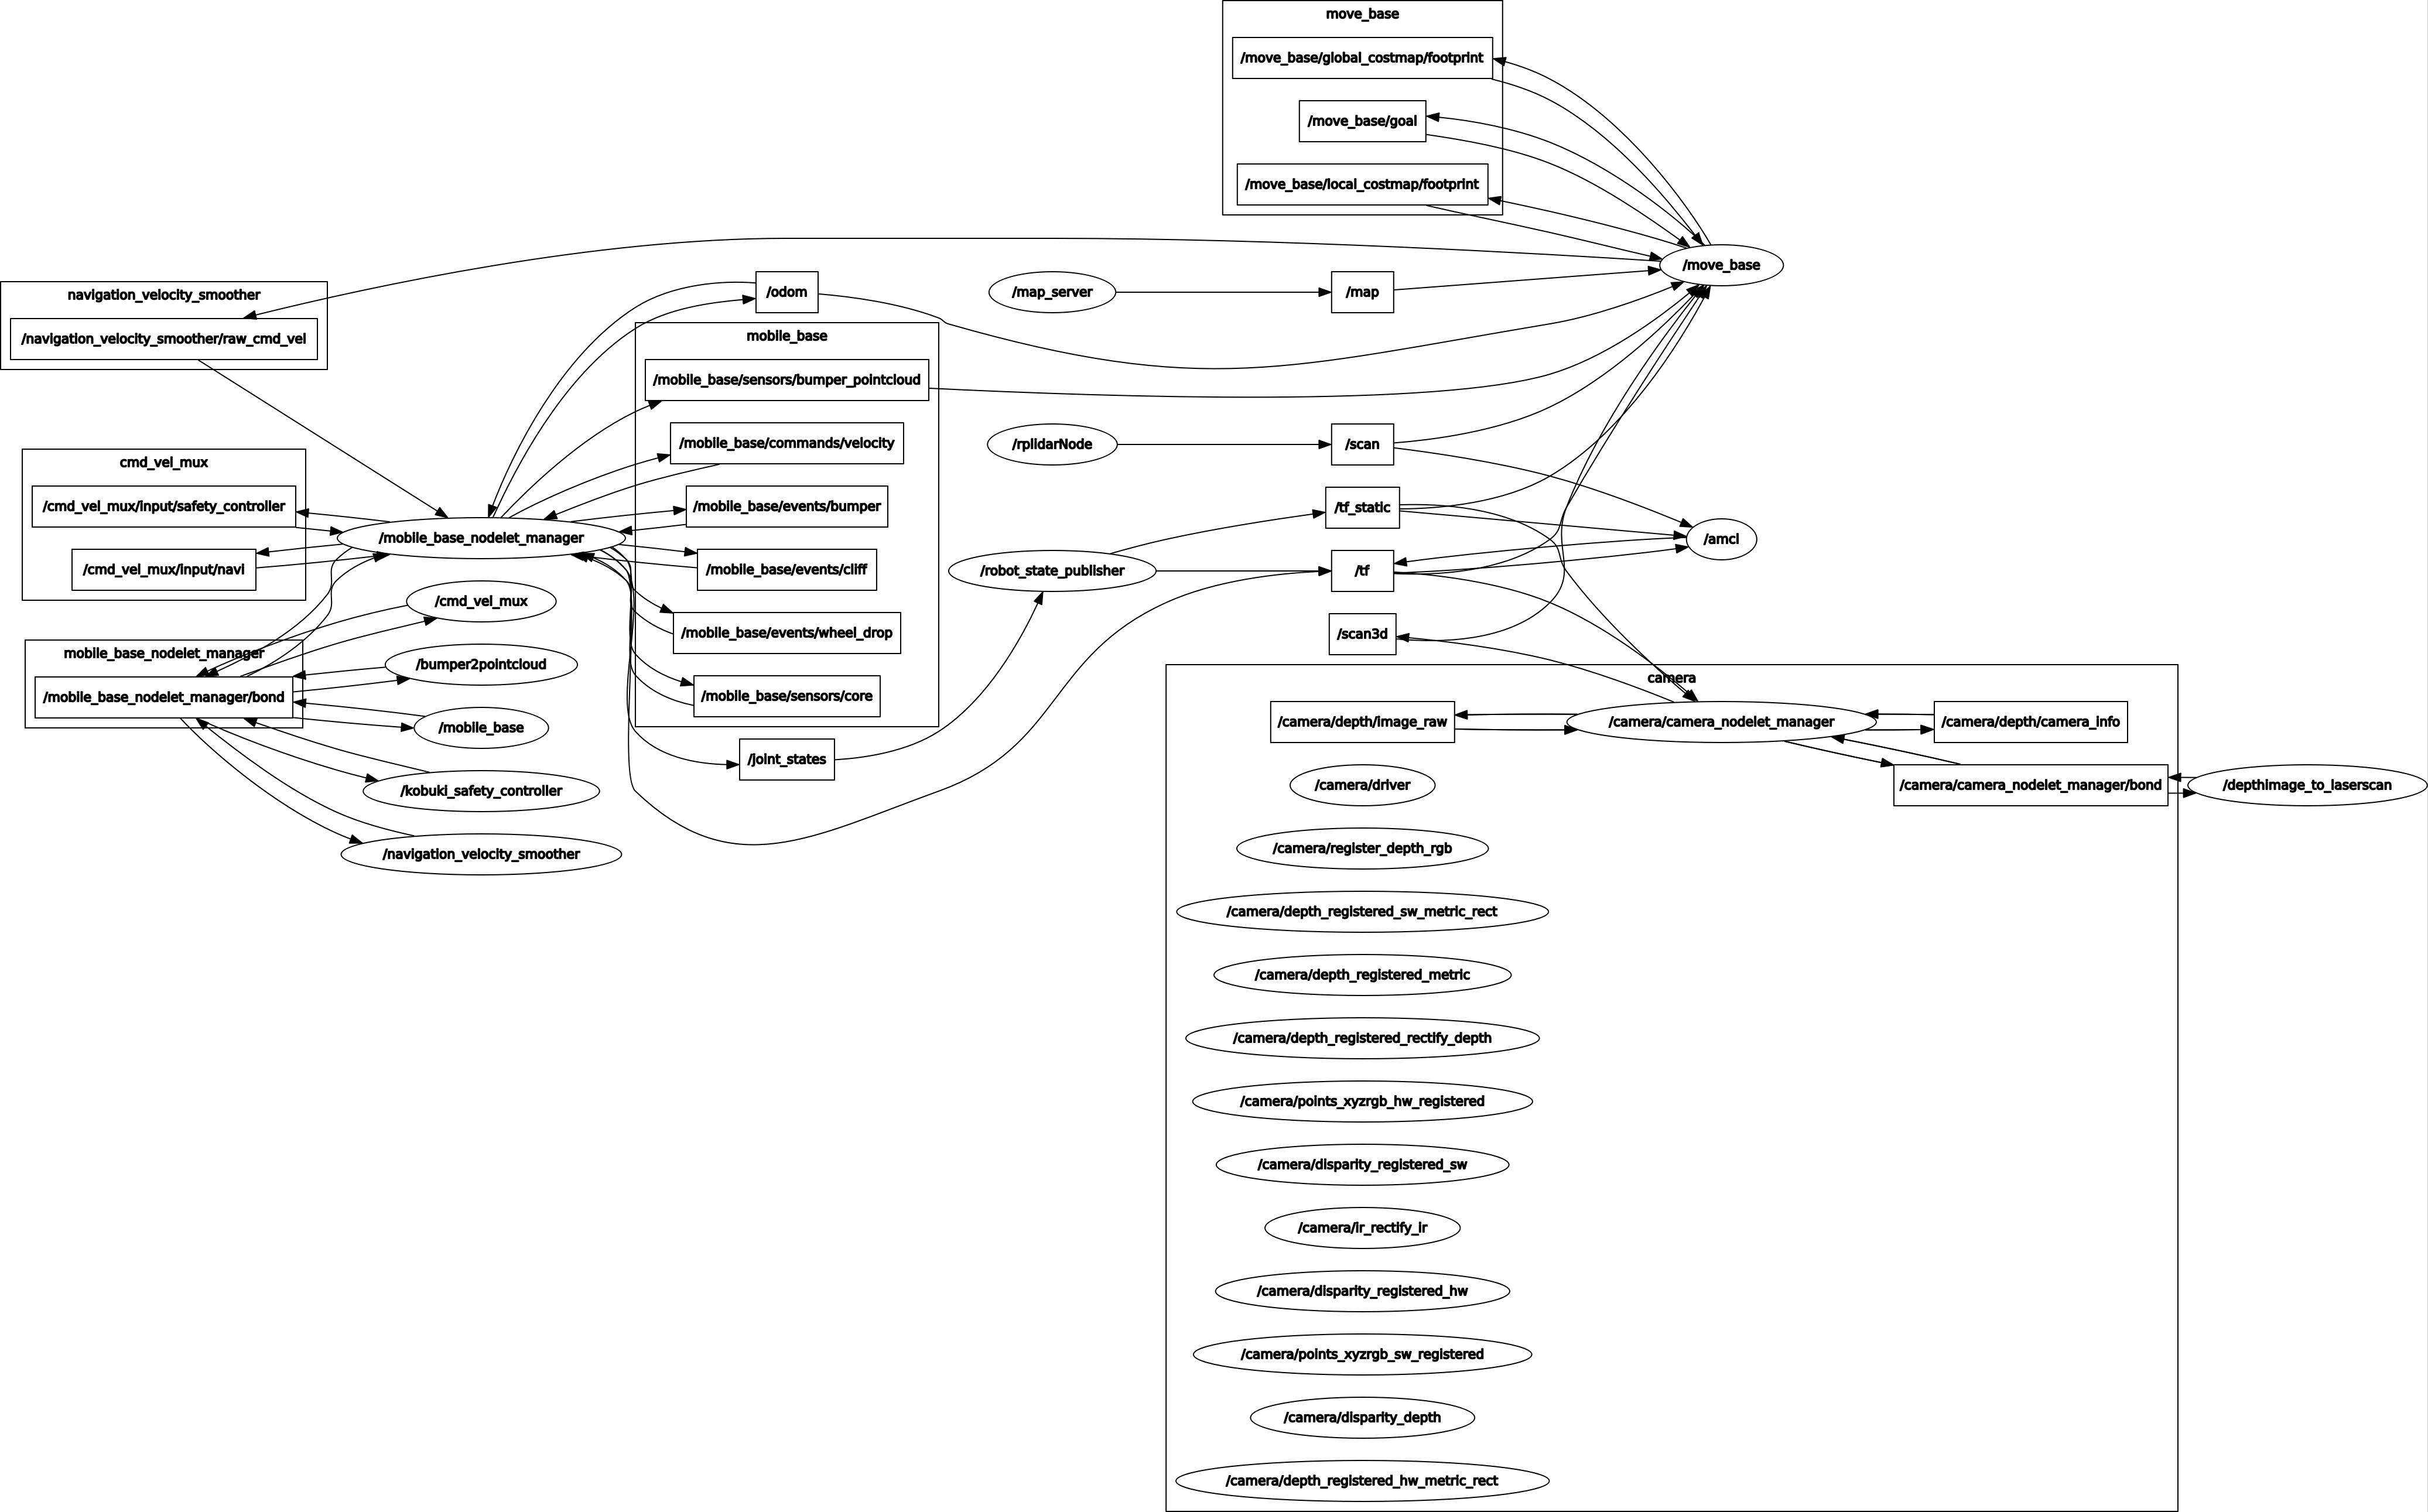 move_base
/move_base/global_costmap/footprint
/move_base/goal
/move_base/local_costmap/footprint
/move_base
navigation_velocity_smoother
/navigation_velocity_smoother/raw_cmd_vel
/odom
/map_server
/map
mobile_base
/mobile_base/sensors/bumper_pointcloud
/mobile_base/commands/velocity
/mobile_base/events/bumper
/mobile_base/events/cliff
/mobile_base/events/wheel_drop
/mobile_base/sensors/core
/joint_states
cmd_vel_mux
/cmd_vel_mux/input/safety_controller
/cmd_vel_mux/input/navi
/mobile_base_nodelet_manager
/cmd_vel_mux
mobile_base_nodelet_manager
/mobile_base_nodelet_manager/bond
/bumper2pointcloud
/mobile_base
/kobuki_safety_controller
/navigation_velocity_smoother
/rplidarNode
/scan
/robot_state_publisher
/tf_static
/tf
/scan3d
/amcl
camera
/camera/depth/image_raw
/camera/camera_nodelet_manager
/camera/depth/camera_info
/camera/camera_nodelet_manager/bond
/depthimage_to_laserscan
/camera/driver
/camera/register_depth_rgb
/camera/depth_registered_sw_metric_rect
/camera/depth_registered_metric
/camera/depth_registered_rectify_depth
/camera/points_xyzrgb_hw_registered
/camera/disparity_registered_sw
/camera/ir_rectify_ir
/camera/disparity_registered_hw
/camera/points_xyzrgb_sw_registered
/camera/disparity_depth
/camera/depth_registered_hw_metric_rect